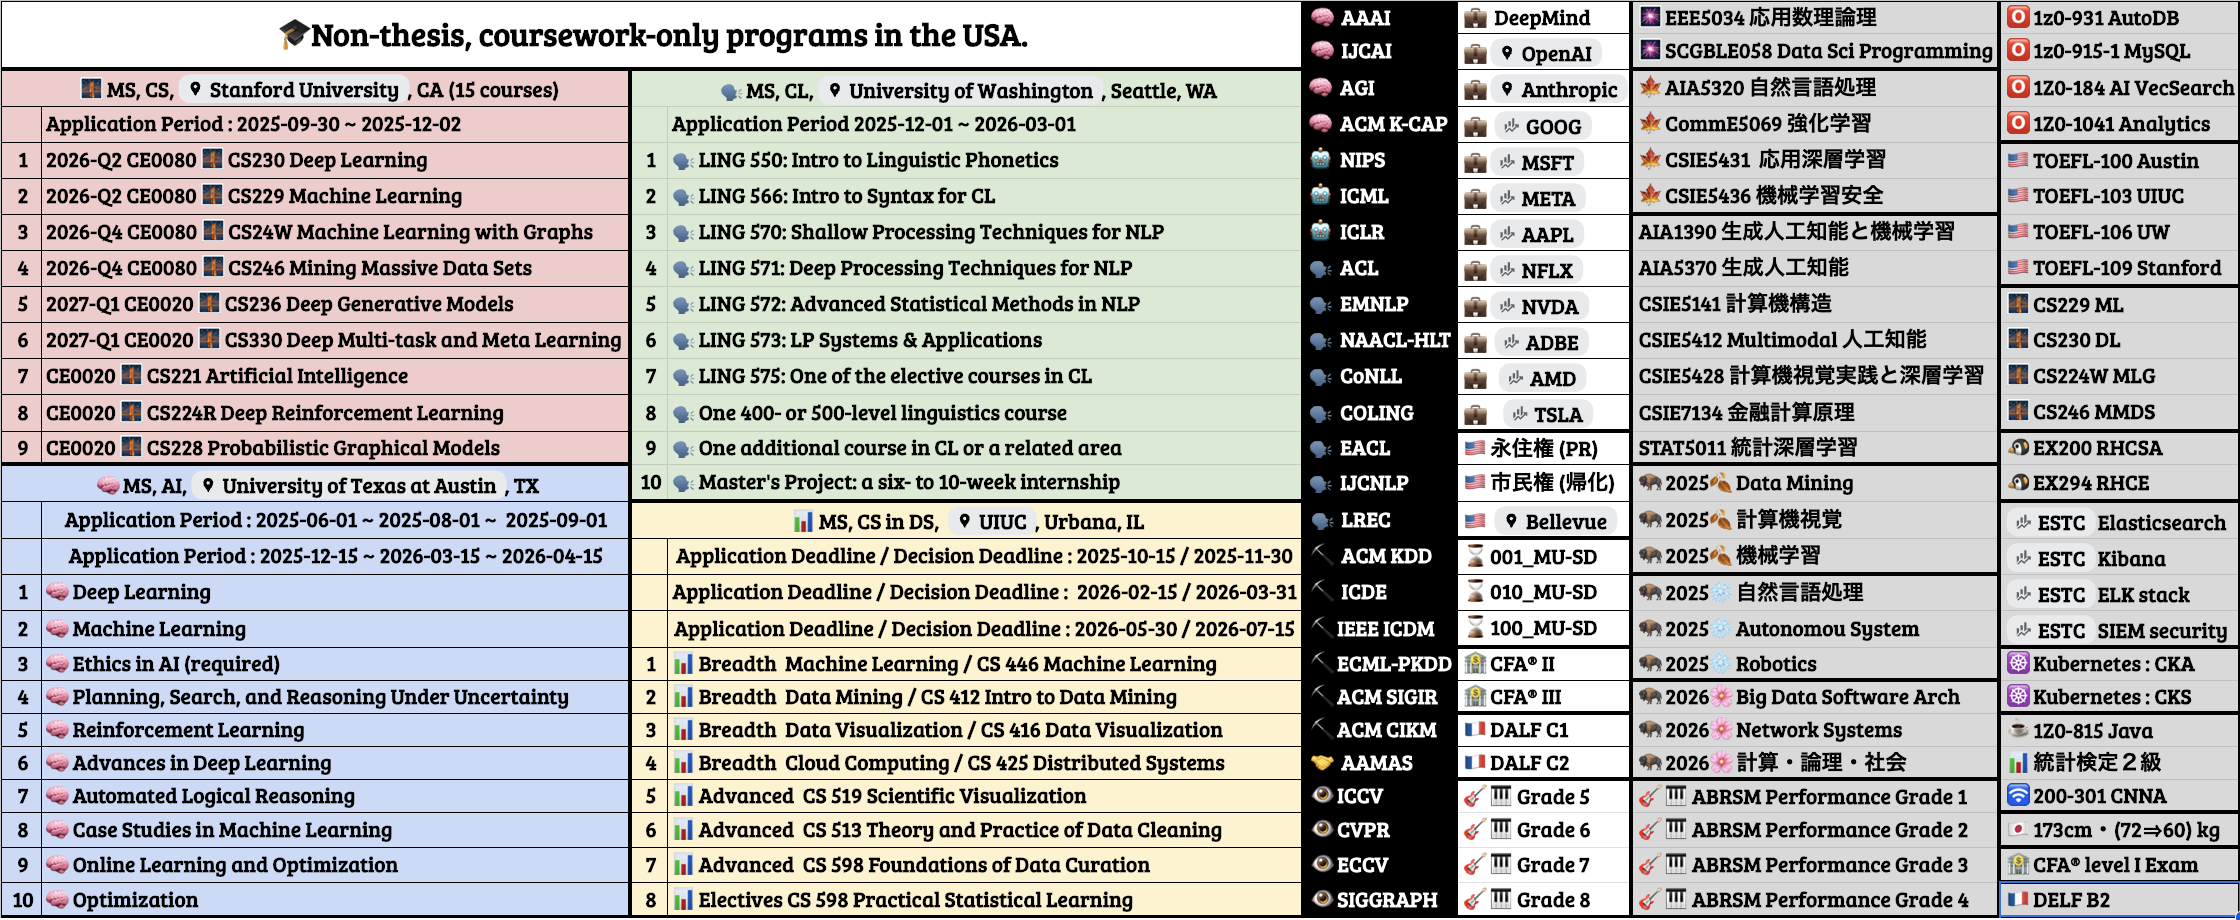 🎓Non-thesis, coursework-only programs in the USA.
MS, CS, Stanford University , CA (15 courses)
Application Period : 2025-09-30 ~ 2025-12-02
1 2026-Q2 CE0080 CS230 Deep Learning
2 2026-Q2 CE0080 CS229 Machine Learning
3 2026-Q4 CE0080 CS24W Machine Learning with Graphs
4 2026-Q4 CE0080 CS246 Mining Massive Data Sets
5 2027-Q1 CE0020 CS236 Deep Generative Models
6 2027-Q1 CE0020 CS330 Deep Multi-task and Meta Learning
7 CE0020 CS221 Artificial Intelligence
8 CE0020 CS224R Deep Reinforcement Learning
9 CE0020 CS228 Probabilistic Graphical Models
MS, AI, University of Texas at Austin , TX
Application Period : 2025-06-01 ~ 2025-08-01 ~ 2025-09-01
Application Period : 2025-12-15 ~ 2026-03-15 ~ 2026-04-15
1 Deep Learning
2 Machine Learning
3 Ethics in AI (required)
4 Planning, Search, and Reasoning Under Uncertainty
5 Reinforcement Learning
6 Advances in Deep Learning
7 Automated Logical Reasoning
8 Case Studies in Machine Learning
9 Online Learning and Optimization
10 Optimization
MS, CL, University of Washington , Seattle, WA
Application Period 2025-12-01 ~ 2026-03-01
1 LING 550: Intro to Linguistic Phonetics
2 LING 566: Intro to Syntax for CL
3 LING 570: Shallow Processing Techniques for NLP
4 LING 571: Deep Processing Techniques for NLP
5 LING 572: Advanced Statistical Methods in NLP
6 LING 573: LP Systems & Applications
7 LING 575: One of the elective courses in CL
8 One 400- or 500-level linguistics course
9 One additional course in CL or a related area
10 Master's Project: a six- to 10-week internship
MS, CS in DS, UIUC , Urbana, IL
Application Deadline / Decision Deadline : 2025-10-15 / 2025-11-30
Application Deadline / Decision Deadline : 2026-02-15 / 2026-03-31
Application Deadline / Decision Deadline : 2026-05-30 / 2026-07-15
1 Breadth Machine Learning / CS 446 Machine Learning
2 Breadth Data Mining / CS 412 Intro to Data Mining
3 Breadth Data Visualization / CS 416 Data Visualization
4 Breadth Cloud Computing / CS 425 Distributed Systems
5 Advanced CS 519 Scientific Visualization
6 Advanced CS 513 Theory and Practice of Data Cleaning
7 Advanced CS 598 Foundations of Data Curation
8 Electives CS 598 Practical Statistical Learning
AAAI
IJCAI
AGI
ACM K-CAP
NIPS
ICML
ICLR
ACL
EMNLP
NAACL-HLT
CoNLL
COLING
EACL
IJCNLP
LREC
ACM KDD
ICDE
IEEE ICDM
ECML-PKDD
ACM SIGIR
ACM CIKM
AAMAS
ICCV
CVPR
ECCV
SIGGRAPH
DeepMind
OpenAI
Anthropic
GOOG
MSFT
META
AAPL
NFLX
NVDA
ADBE
AMD
TSLA
永住権 (PR)
市民権 (帰化)
Bellevue
001_MU-SD
010_MU-SD
100_MU-SD
CFA® II
CFA® III
DALF C1
DALF C2
Grade 5
Grade 6
Grade 7
Grade 8
EEE5034 応用数理論理
SCGBLE058 Data Sci Programming
AIA5320 自然言語処理
CommE5069 強化学習
CSIE5431 応用深層学習
CSIE5436 機械学習安全
AIA1390 生成人工知能と機械学習
AIA5370 生成人工知能
CSIE5141 計算機構造
CSIE5412 Multimodal 人工知能
CSIE5428 計算機視覚実践と深層学習
CSIE7134 金融計算原理
STAT5011 統計深層学習
2025🍂 Data Mining
2025🍂 計算機視覚
2025🍂 機械学習
2025❄️ 自然言語処理
2025❄️ Autonomou System
2025❄️ Robotics
2026🌸 Big Data Software Arch
2026🌸 Network Systems
2026🌸 計算・論理・社会
ABRSM Performance Grade 1
ABRSM Performance Grade 2
ABRSM Performance Grade 3
ABRSM Performance Grade 4
1z0-931 AutoDB
1z0-915-1 MySQL
1Z0-184 AI VecSearch
1Z0-1041 Analytics
TOEFL-100 Austin
TOEFL-103 UIUC
TOEFL-106 UW
TOEFL-109 Stanford
CS229 ML
CS230 DL
CS224W MLG
CS246 MMDS
EX200 RHCSA
EX294 RHCE
ESTC Elasticsearch
ESTC Kibana
ESTC ELK stack
ESTC SIEM security
Kubernetes : CKA
Kubernetes : CKS
1Z0-815 Java
統計検定２級
200-301 CNNA
173cm・(72⇒60) kg
CFA® level I Exam
DELF B2